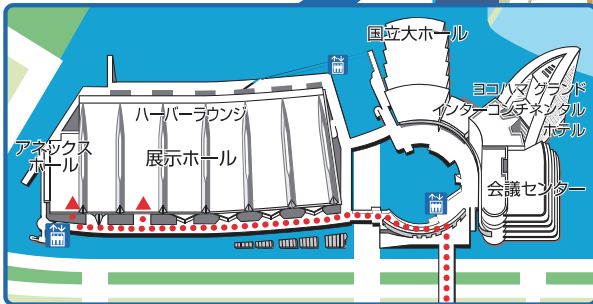 国立大ホール
ヨコハマ グランド
インターコンチネンタル
ホテル
ハーバーラウンジ
アネックス
ホール
展示ホール
会議センター